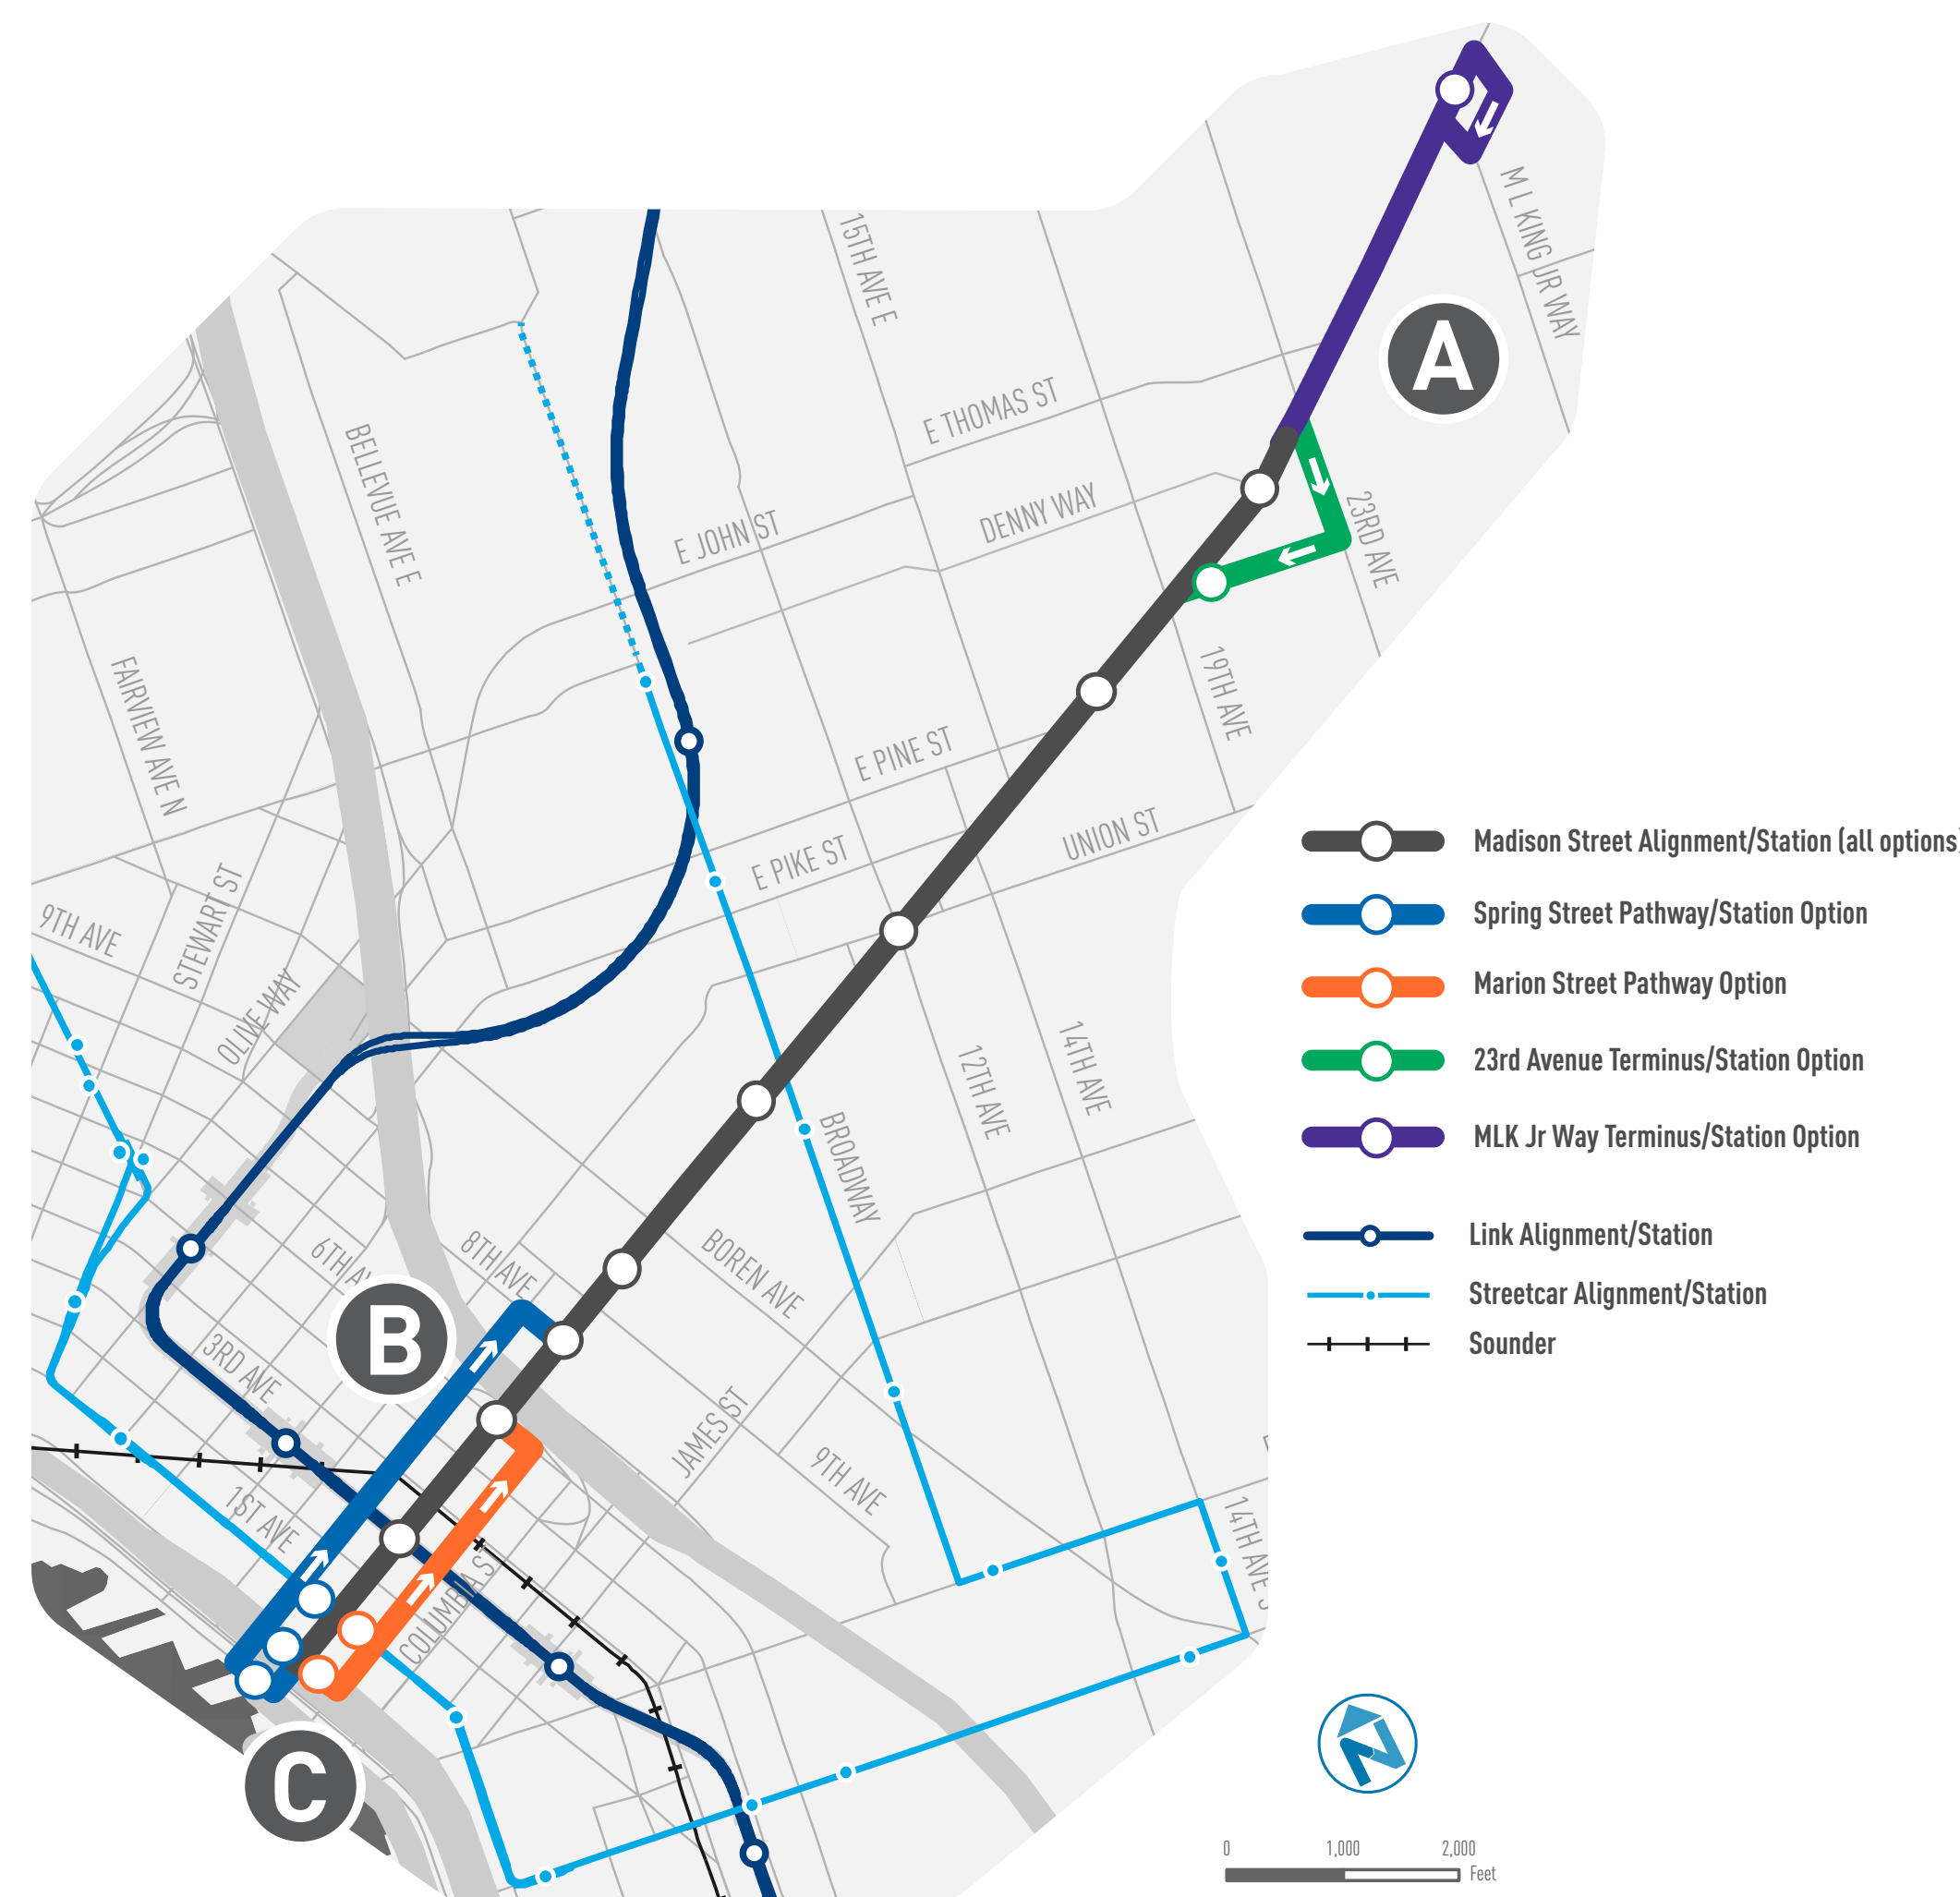 15TH AVE E
M L KING JR WAY
A
E THOMAS ST
BELLEVUE AVE E
DENNY WAY
23RD AVE
E JOHN ST
19TH AVE
FAIRVIEW AVE N
E PINE ST
UNION ST
E PIKE ST
Madison Street Alignment/Station (all options)
STEWART ST
9TH AVE
Spring Street Pathway/Station Option
Marion Street Pathway Option
OLIVE WAY
23rd Avenue Terminus/Station Option
12TH AVE
14TH AVE
MLK Jr Way Terminus/Station Option
BROADWAY
6TH AV
8TH AVE
BOREN AVE
Link Alignment/Station
Streetcar Alignment/Station
Sounder
B
3RD AVE
JAMES ST
9TH AVE
1ST AVE
14TH AVE S
COLUMBIA S
C
0 1,000 2,000
Feet